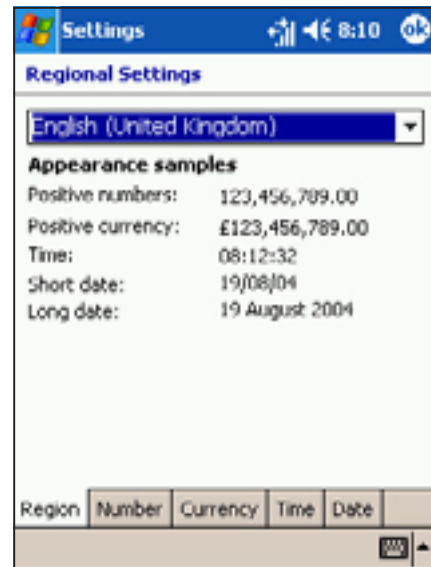 Settings 8:10 ok
Regional Settings
English (United Kingdom)
Appearance samples
Positive numbers: 123,456,789.00
Positive currency: £123,456,789.00
Time: 08:12:32
Short date: 19/08/04
Long date: 19 August 2004
Region Number Currency Time Date